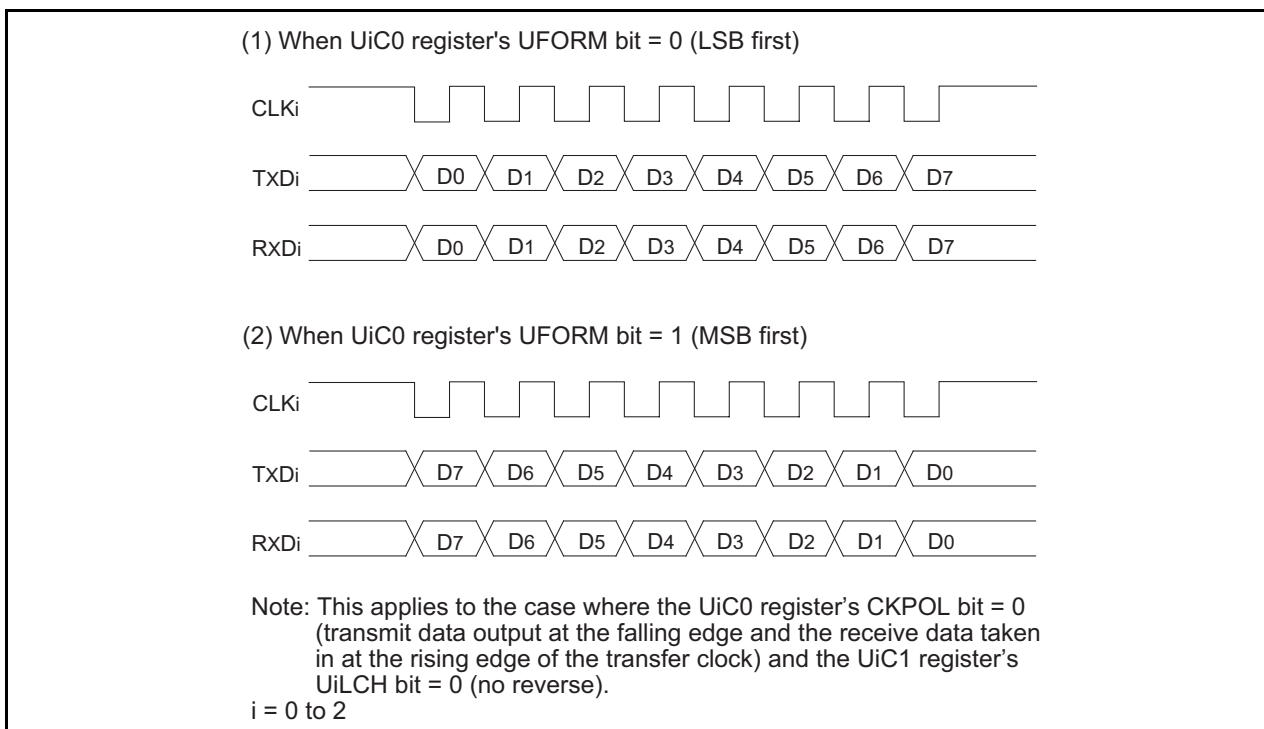 (1) When UiC0 register's UFORM bit = 0 (LSB first)
CLKi
TXDi D0 D1 D2 D3 D4 D5 D6 D7
RXDi D0 D1 D2 D3 D4 D5 D6 D7
(2) When UiC0 register's UFORM bit = 1 (MSB first)
CLKi
TXDi D7 D6 D5 D4 D3 D2 D1 D0
RXDi D7 D6 D5 D4 D3 D2 D1 D0
Note: This applies to the case where the UiC0 register’s CKPOL bit = 0
(transmit data output at the falling edge and the receive data taken
in at the rising edge of the transfer clock) and the UiC1 register’s
UiLCH bit = 0 (no reverse).
i = 0 to 2